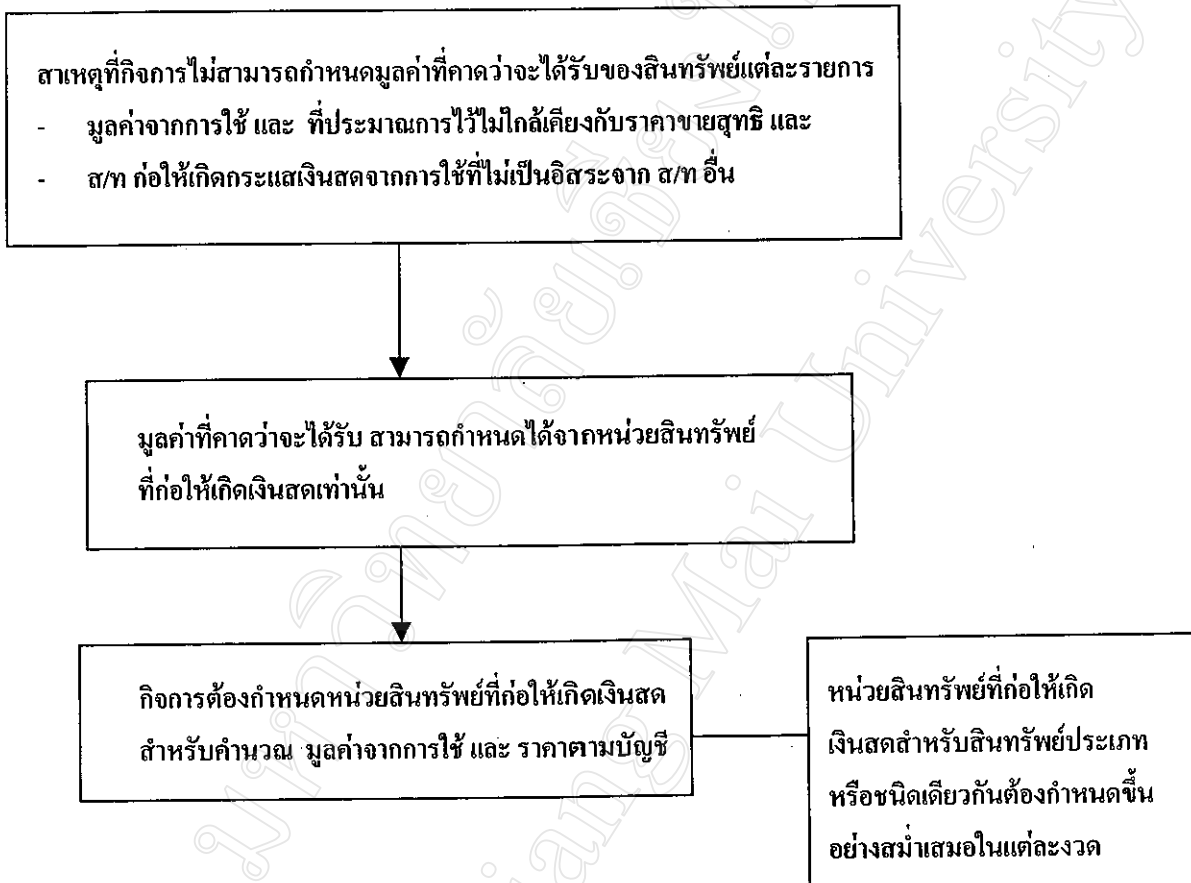 สาเหตุที่กิจการไม่สามารถกำหนดมูลค่าที่คาดว่าจะได้รับของสินทรัพย์แต่ละรายการ
- มูลค่าจากการใช้ และ ที่ประมาณการไว้ไม่ใกล้เคียงกับราคาขายสุทธิ และ
- ส/ท ก่อให้เกิดกระแสเงินสดจากการใช้ที่ไม่เป็นอิสระจาก ส/ท อื่น
มูลค่าที่คาดว่าจะได้รับ สามารถกำหนดได้จากหน่วยสินทรัพย์
ที่ก่อให้เกิดเงินสดเท่านั้น
กิจการต้องกำหนดหน่วยสินทรัพย์ที่ก่อให้เกิดเงินสด
สำหรับคำนวณ มูลค่าจากการใช้ และ ราคาตามบัญชี
หน่วยสินทรัพย์ที่ก่อให้เกิด
เงินสดสำหรับสินทรัพย์ประเภท
หรือชนิดเดียวกันต้องกำหนดขึ้น
อย่างสม่ำเสมอในแต่ละงวด
มหาวิทยาลัยเชียงใหม่
Chiang Mai University